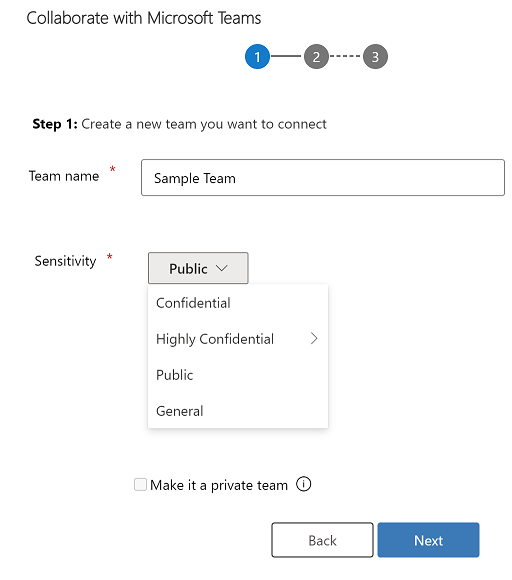 Collaborate with Microsoft Teams
1 2 3
Step 1: Create a new team you want to connect
Team name *
Sample Team
Sensitivity *
Public
Confidential
Highly Confidential
Public
General
Make it a private team
Back Next